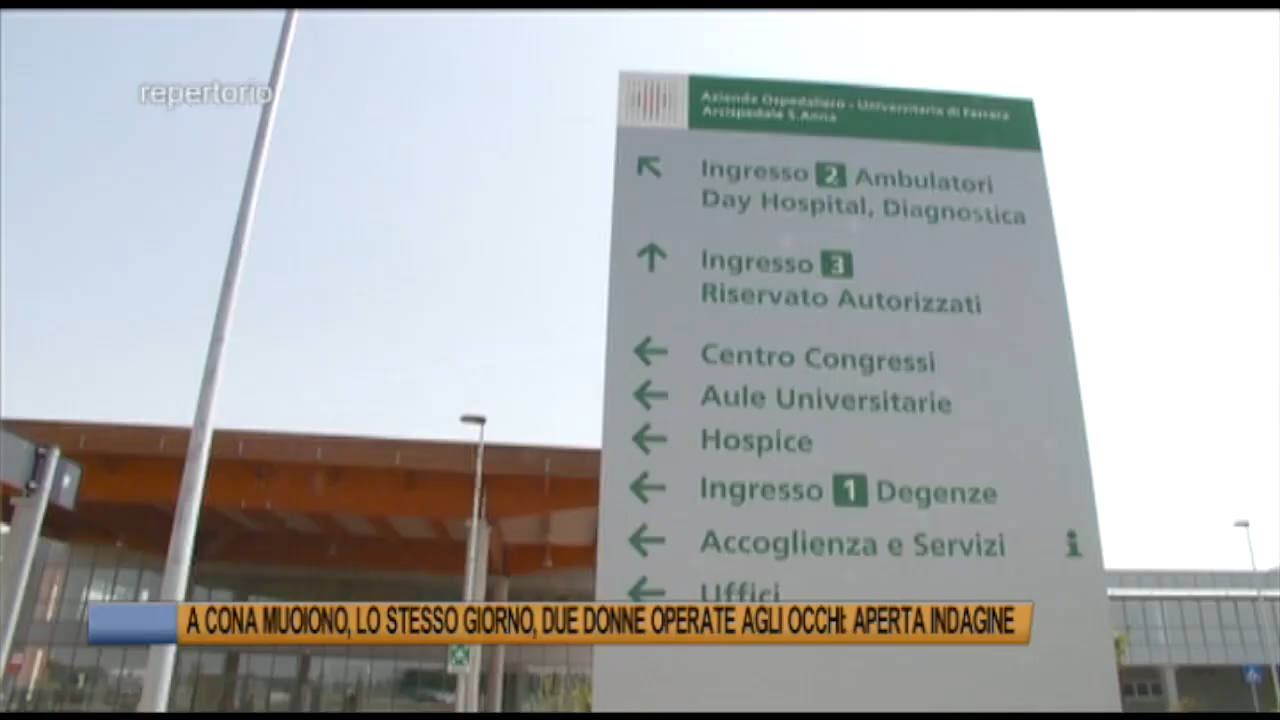 repertorio
Azienda Ospedaliero - Universitaria di Ferrara
Arcispedale S.Anna
Ingresso 2 Ambulatori
Day Hospital, Diagnostica
Ingresso 3
Riservato Autorizzati
Centro Congressi
Aule Universitarie
Hospice
Ingresso 1 Degenze
Accoglienza e Servizi i
Uffici
A CONA MUOIONO, LO STESSO GIORNO, DUE DONNE OPERATE AGLI OCCHI: APERTA INDAGINE